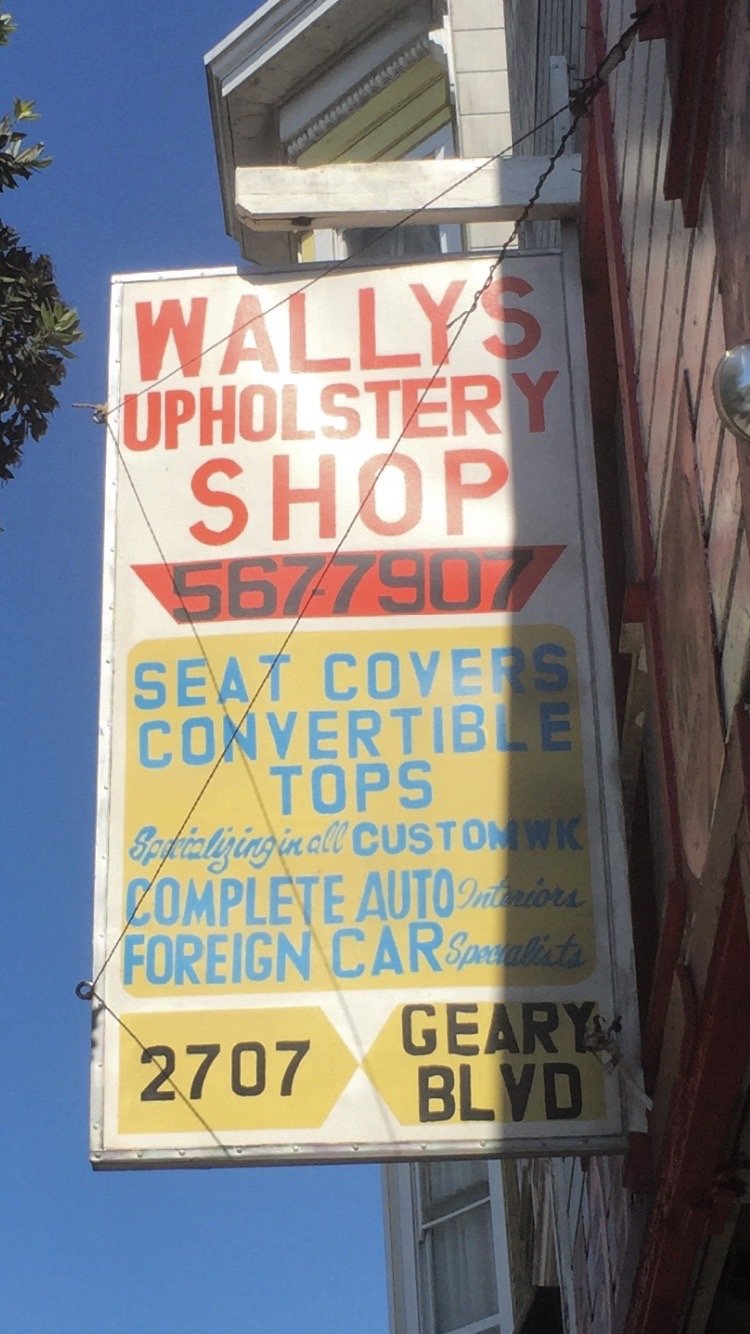 WALLYS
UPHOLSTERY
SHOP
567-7907
SEAT COVERS
CONVERTIBLE
TOPS
Specializing in all CUSTOM WK
COMPLETE AUTO Interiors
FOREIGN CAR Specialists
2707 GEARY
BLVD